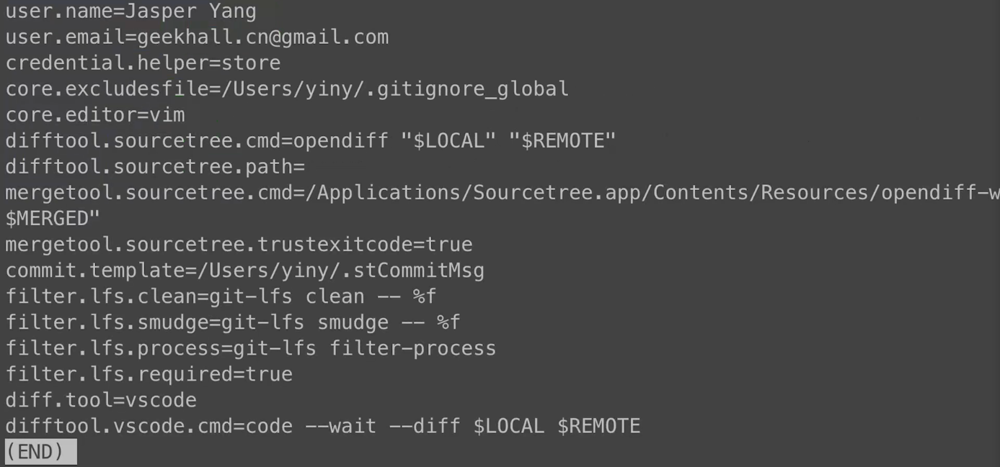 user.name=Jasper Yang
user.email=geekhall.cn@gmail.com
credential.helper=store
core.excludesfile=/Users/yiny/.gitignore_global
core.editor=vim
difftool.sourcetree.cmd=opendiff "$LOCAL" "$REMOTE"
difftool.sourcetree.path=
mergetool.sourcetree.cmd=/Applications/Sourcetree.app/Contents/Resources/opendiff-w
$MERGED"
mergetool.sourcetree.trustexitcode=true
commit.template=/Users/yiny/.stCommitMsg
filter.lfs.clean=git-lfs clean -- %f
filter.lfs.smudge=git-lfs smudge -- %f
filter.lfs.process=git-lfs filter-process
filter.lfs.required=true
diff.tool=vscode
difftool.vscode.cmd=code --wait --diff $LOCAL $REMOTE
(END)